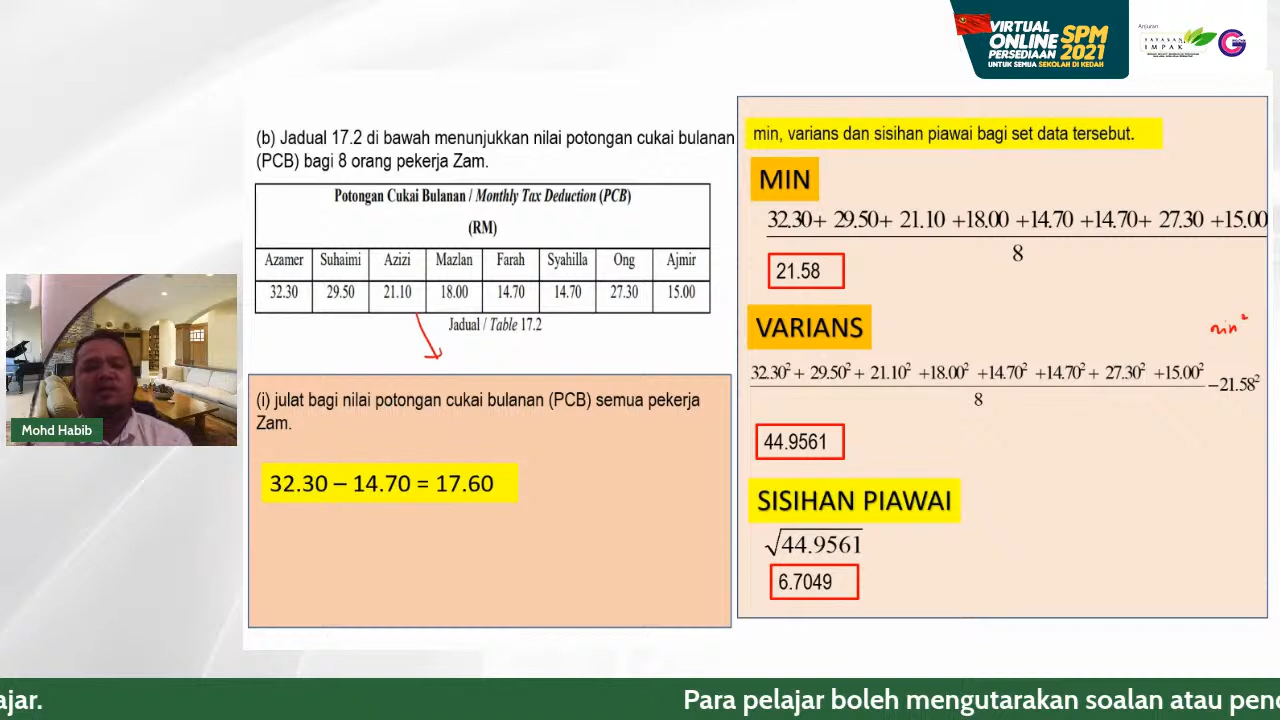 VIRTUAL
ONLINE
PERSEDIAAN
SPM
2021
UNTUK SEMUA SEKOLAH DI KEDAH
Anjuran
YAYASAN
IMPAK
(b) Jadual 17.2 di bawah menunjukkan nilai potongan cukai bulanan
(PCB) bagi 8 orang pekerja Zam.
Potongan Cukai Bulanan / Monthly Tax Deduction (PCB)
(RM)
Azamer Suhaimi Azizi Mazlan Farah Syahilla Ong Ajmir
32.30 29.50 21.10 18.00 14.70 14.70 27.30 15.00
Jadual / Table 17.2
(i) julat bagi nilai potongan cukai bulanan (PCB) semua pekerja
Zam.
32.30 – 14.70 = 17.60
min, varians dan sisihan piawai bagi set data tersebut.
MIN
32.30+ 29.50+ 21.10 +18.00 +14.70 +14.70+ 27.30 +15.00
8
21.58
VARIANS
min²
32.30² + 29.50² + 21.10² +18.00² +14.70² +14.70² + 27.30² +15.00²
8
−21.58²
44.9561
SISIHAN PIAWAI
√44.9561
6.7049
Mohd Habib
ajar.
Para pelajar boleh mengutarakan soalan atau pend